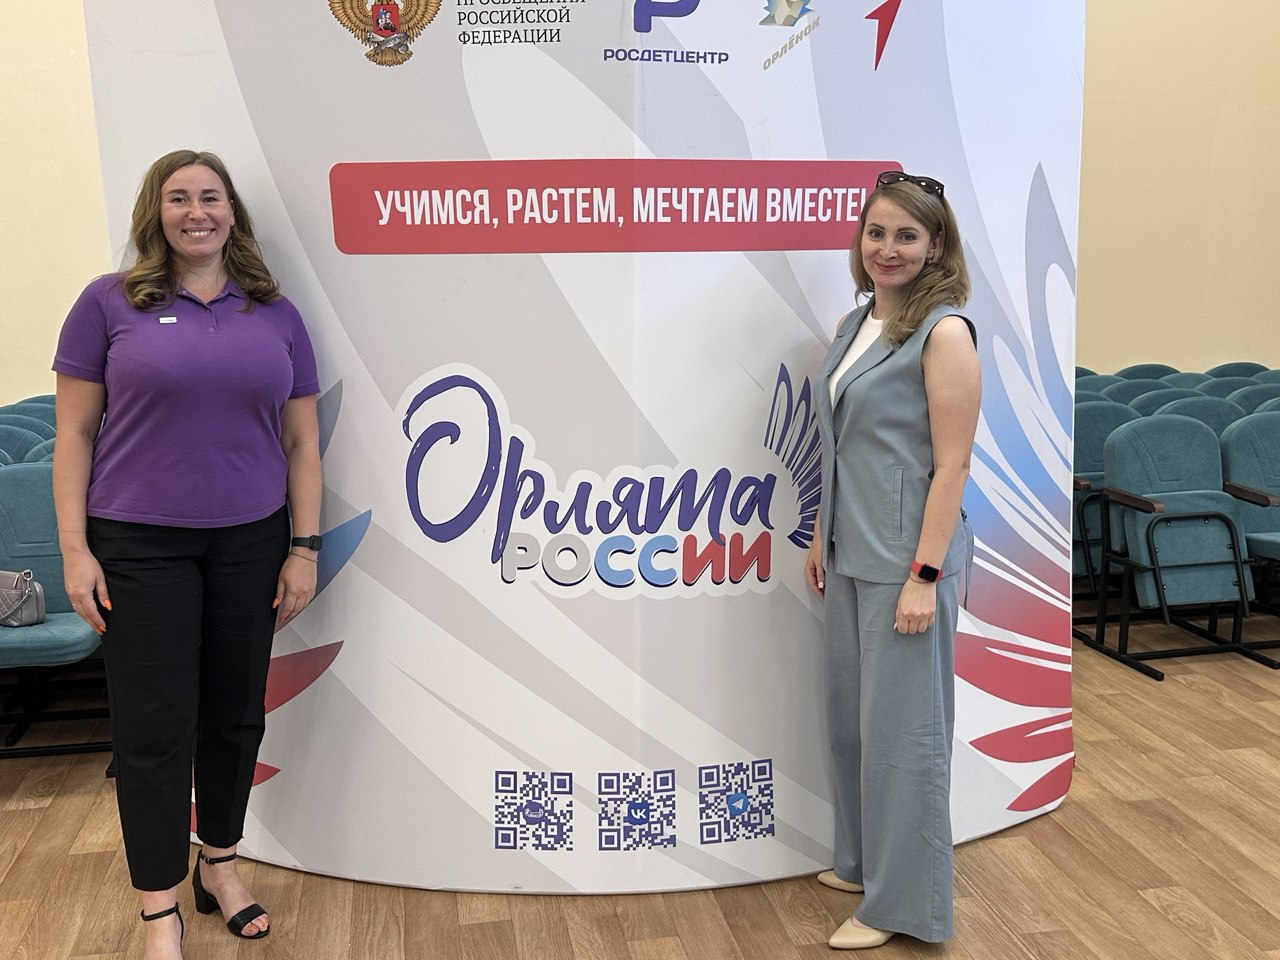 ПРОСВЕЩЕНИЯ
РОССИЙСКОЙ
ФЕДЕРАЦИИ
РОСДЕТЦЕНТР
ОРЛЁНОК
УЧИМСЯ, РАСТЕМ, МЕЧТАЕМ ВМЕСТЕ!
Орлята
РОССИИ